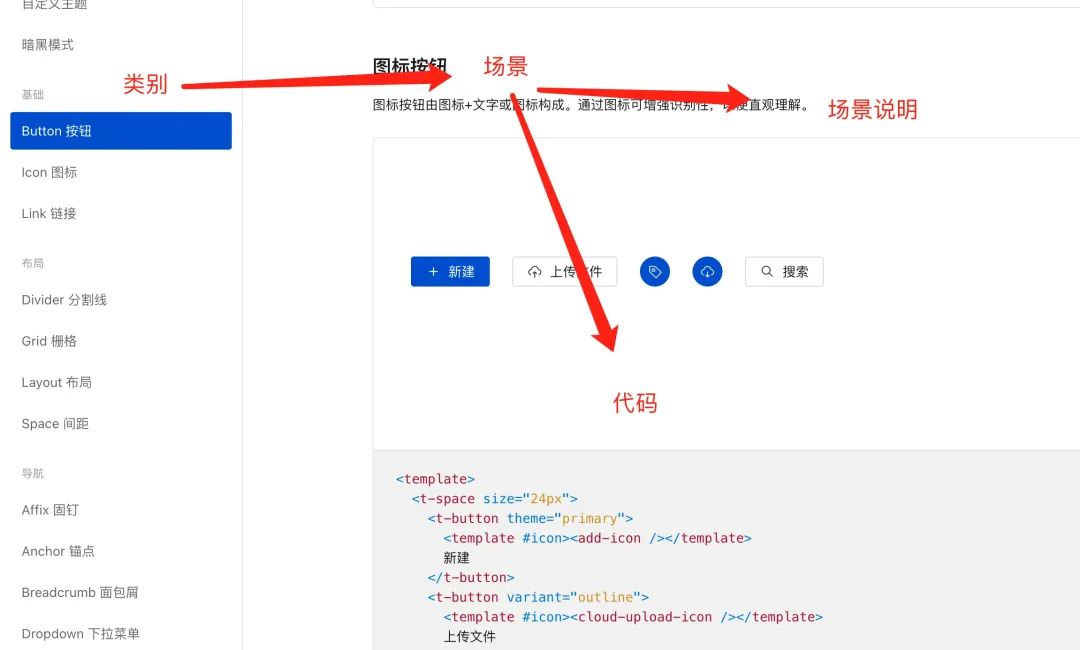 自定义主题
暗黑模式
基础
Button 按钮
Icon 图标
Link 链接
布局
Divider 分割线
Grid 栅格
Layout 布局
Space 间距
导航
Affix 固钉
Anchor 锚点
Breadcrumb 面包屑
Dropdown 下拉菜单
类别
图标按钮
场景
图标按钮由图标+文字或图标构成。通过图标可增强识别性，以便直观理解。
场景说明
新建
上传文件
搜索
代码
<template>
<t-space size="24px">
<t-button theme="primary">
<template #icon><add-icon /></template>
新建
</t-button>
<t-button variant="outline">
<template #icon><cloud-upload-icon /></template>
上传文件